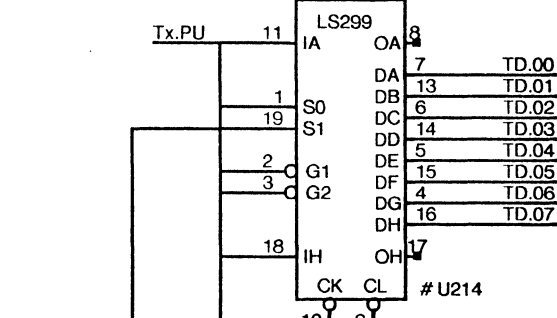 LS299
Tx.PU 11 IA OA 8
DA 7 TD.00
DB 13 TD.01
1 S0 DC 6 TD.02
19 S1 DD 14 TD.03
DE 5 TD.04
2 G1 DF 15 TD.05
3 G2 DG 4 TD.06
DH 16 TD.07
18 IH OH 17
CK CL # U214